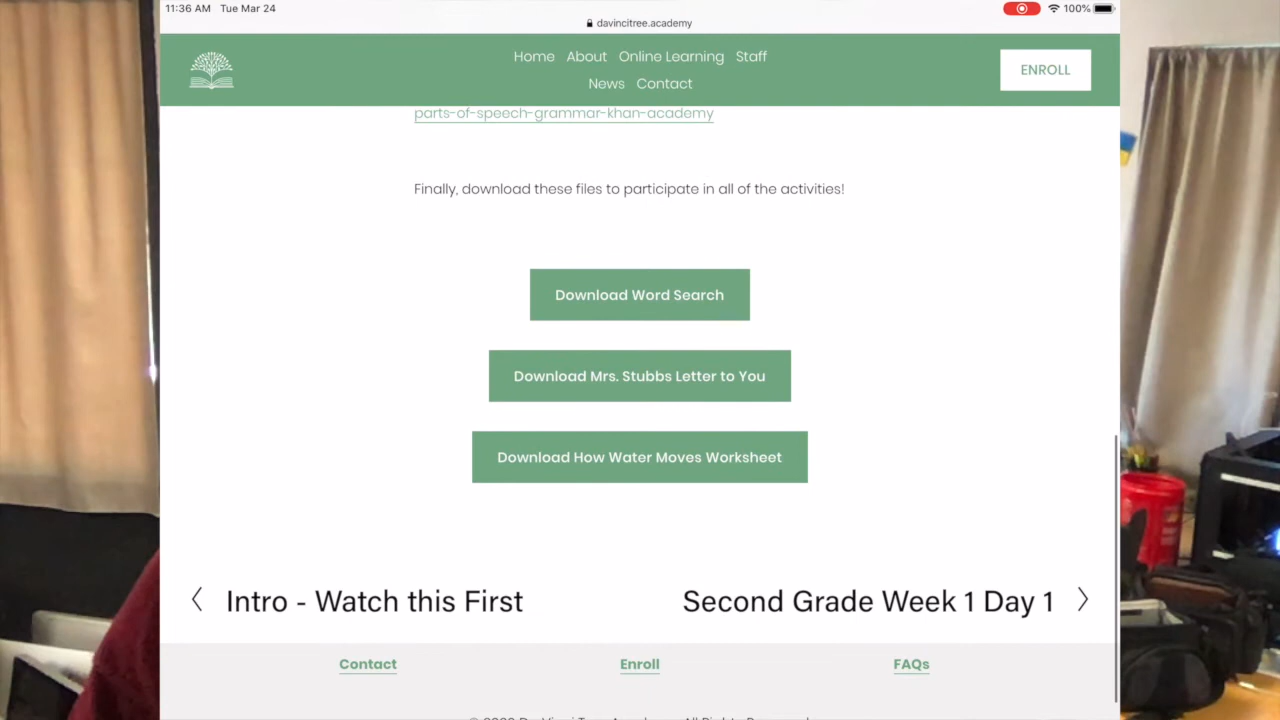 11:36 AM Tue Mar 24
100%
davincitree.academy
Home About Online Learning Staff
News Contact
ENROLL
parts-of-speech-grammar-khan-academy
Finally, download these files to participate in all of the activities!
Download Word Search
Download Mrs. Stubbs Letter to You
Download How Water Moves Worksheet
Intro - Watch this First
Second Grade Week 1 Day 1
Contact Enroll FAQs